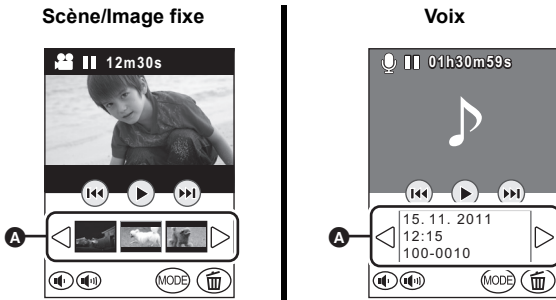 Scène/Image fixe
12m30s
A
MODE
Voix
01h30m59s
A
15. 11. 2011
12:15
100-0010
MODE